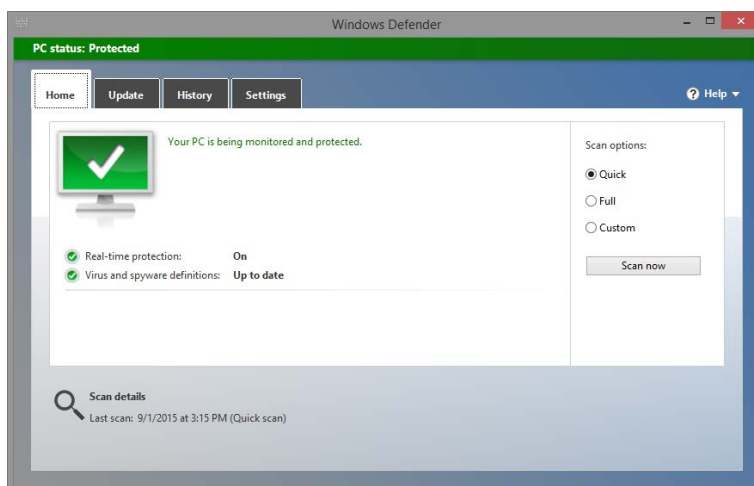 Windows Defender
PC status: Protected
Home Update History Settings Help
Your PC is being monitored and protected.
Real-time protection: On
Virus and spyware definitions: Up to date
Scan options:
Quick
Full
Custom
Scan now
Scan details
Last scan: 9/1/2015 at 3:15 PM (Quick scan)